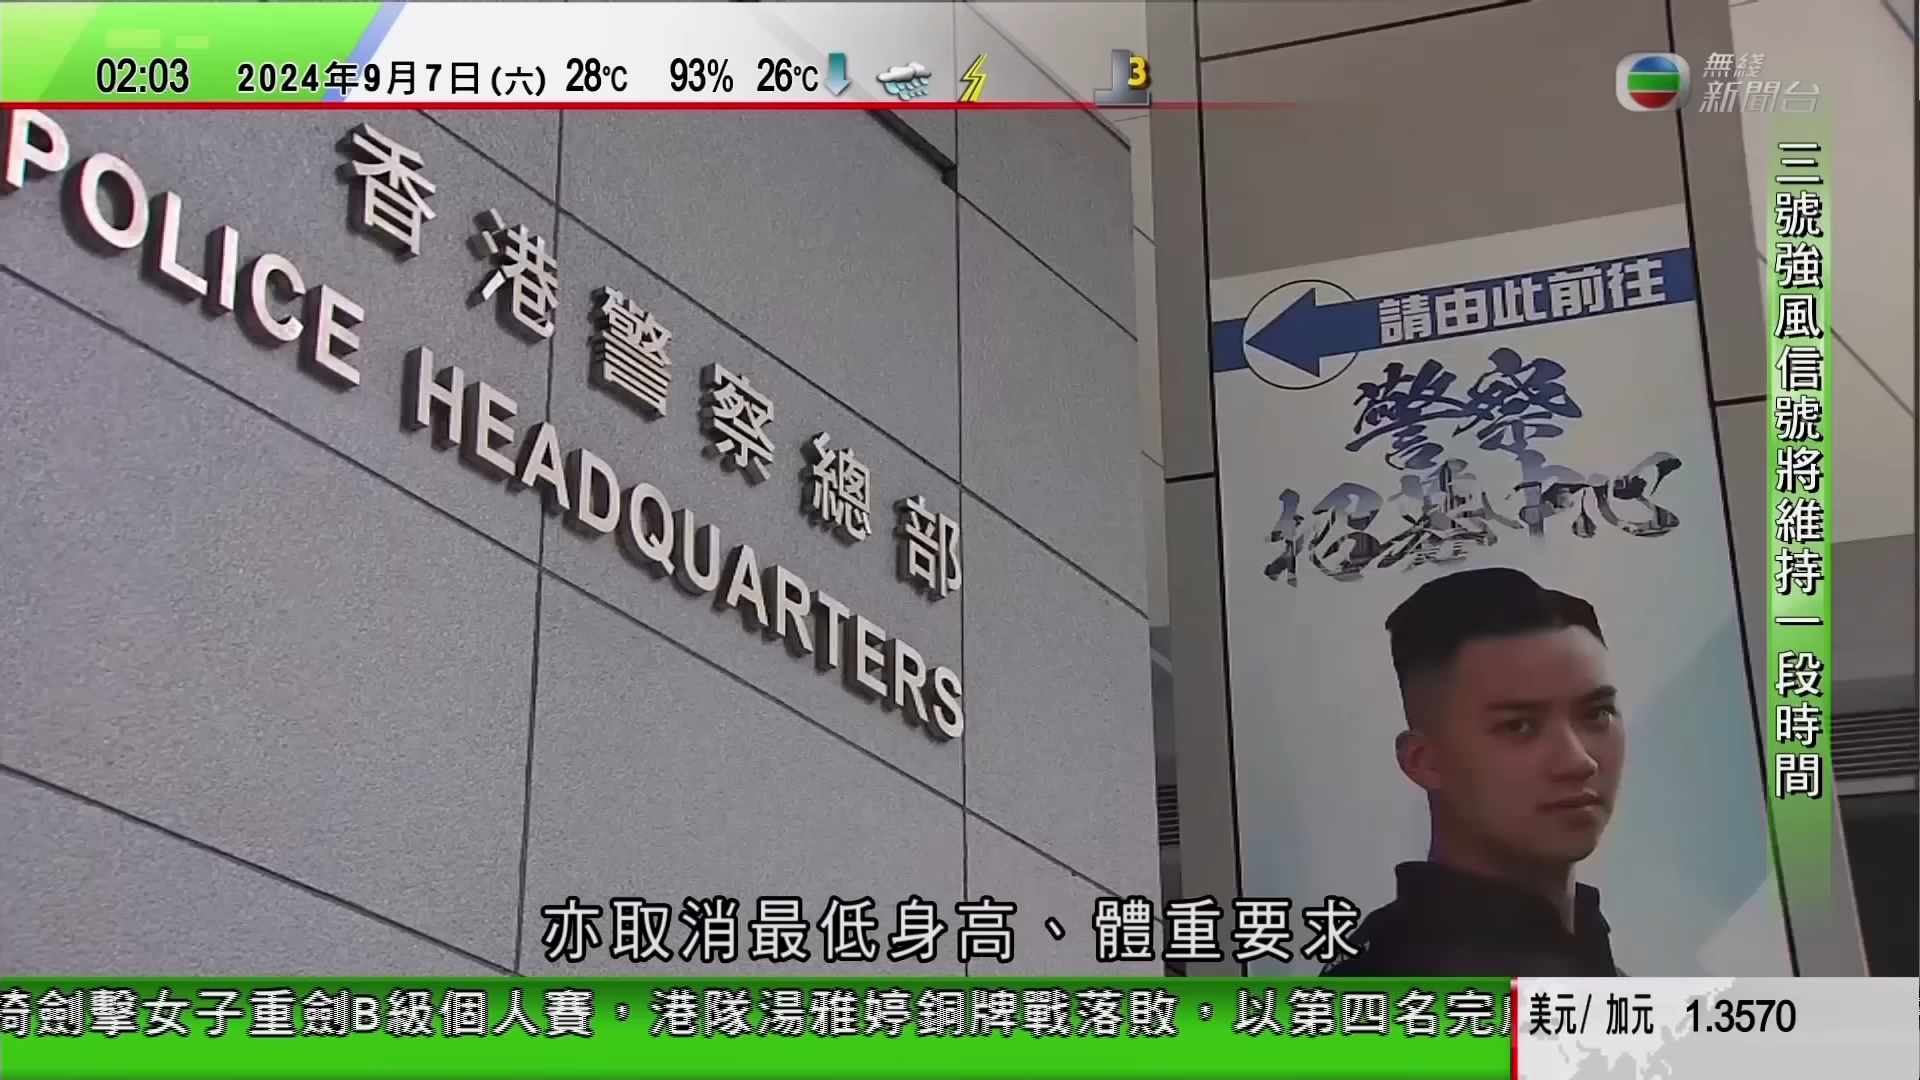 02:03 2024年9月7日(六) 28℃ 93% 26℃ 3
無綫
新聞台
三號強風信號將維持一段時間
香港警察總部
POLICE HEADQUARTERS
請由此前往
警察
招募中心
亦取消最低身高、體重要求
劍擊女子重劍B級個人賽，港隊湯雅婷銅牌戰落敗，以第四名完
美元/ 加元 1.3570